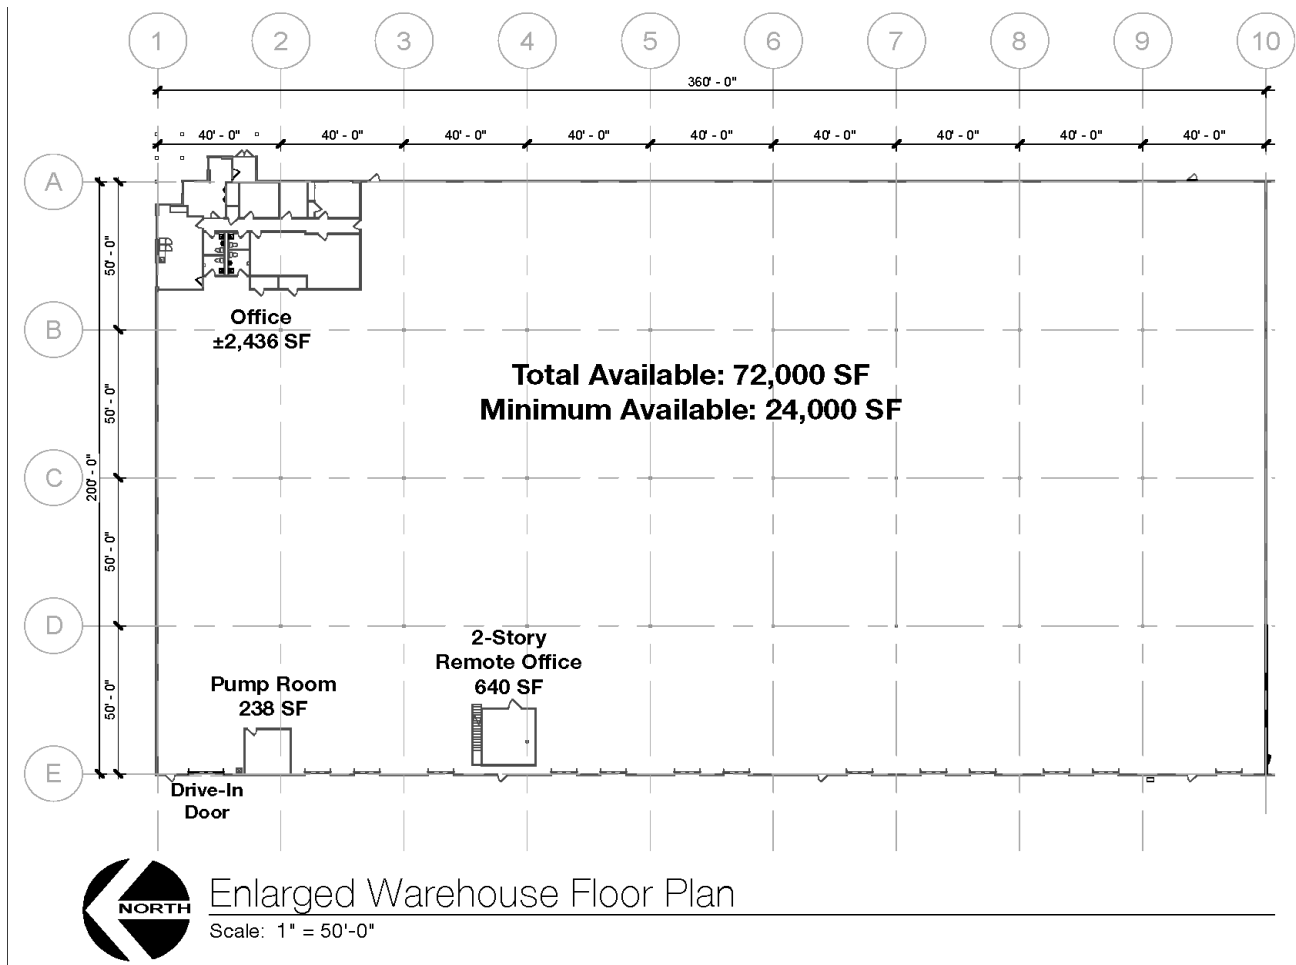 1 2 3 4 5 6 7 8 9 10
360' - 0"
40' - 0" 40' - 0" 40' - 0" 40' - 0" 40' - 0" 40' - 0" 40' - 0" 40' - 0" 40' - 0"
A
50' - 0"
Office
±2,436 SF
B
Total Available: 72,000 SF
Minimum Available: 24,000 SF
50' - 0"
C
200' - 0"
50' - 0"
D
2-Story
Remote Office
640 SF
Pump Room
238 SF
50' - 0"
E
Drive-In
Door
NORTH
Enlarged Warehouse Floor Plan
Scale: 1" = 50'-0"